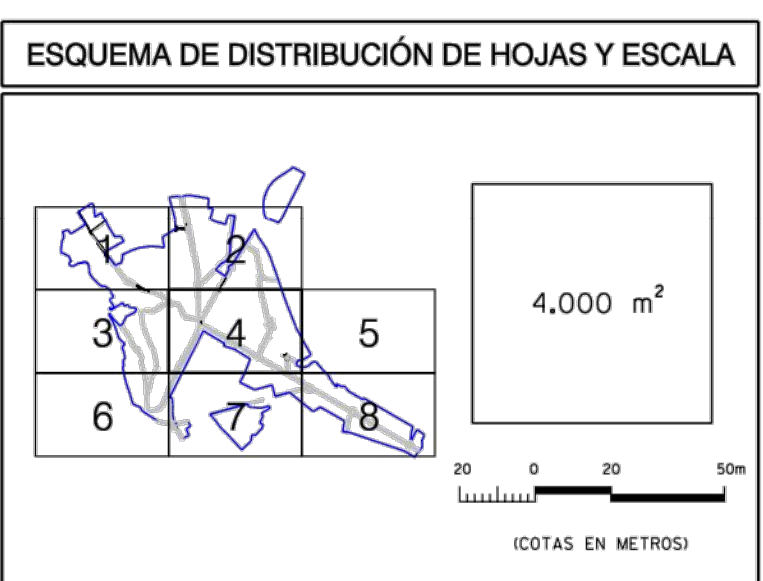 ESQUEMA DE DISTRIBUCIÓN DE HOJAS Y ESCALA
1
2
3
4
5
6
7
8
4.000 m²
20 0 20 50m
(COTAS EN METROS)